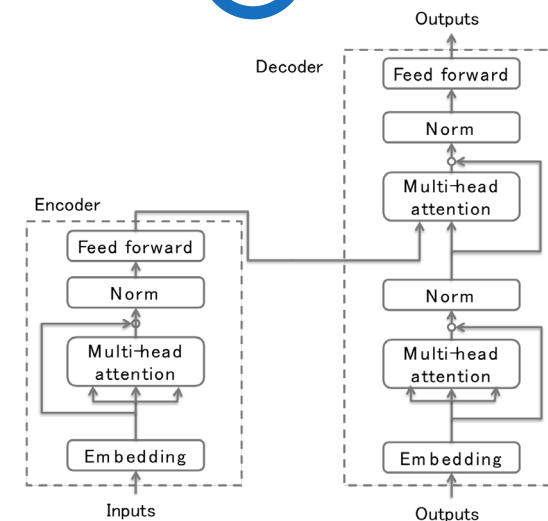 Outputs
Decoder
Feed forward
Norm
Multi-head
attention
Encoder
Feed forward
Norm
Multi-head
attention
Embedding
Inputs
Norm
Multi-head
attention
Embedding
Outputs